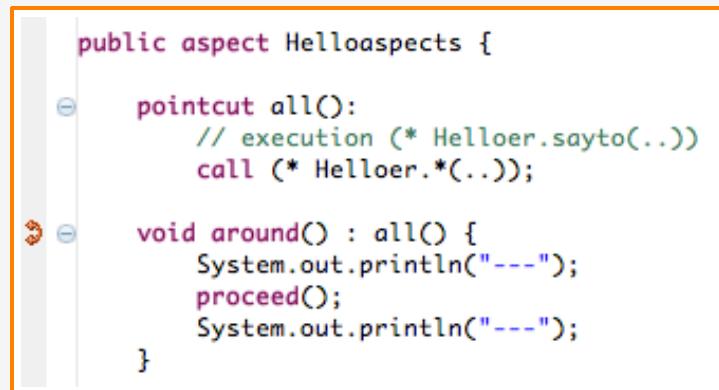 public aspect Helloaspects {
pointcut all():
// execution (* Helloer.sayto(..))
call (* Helloer.*(..));
void around() : all() {
System.out.println("---");
proceed();
System.out.println("---");
}